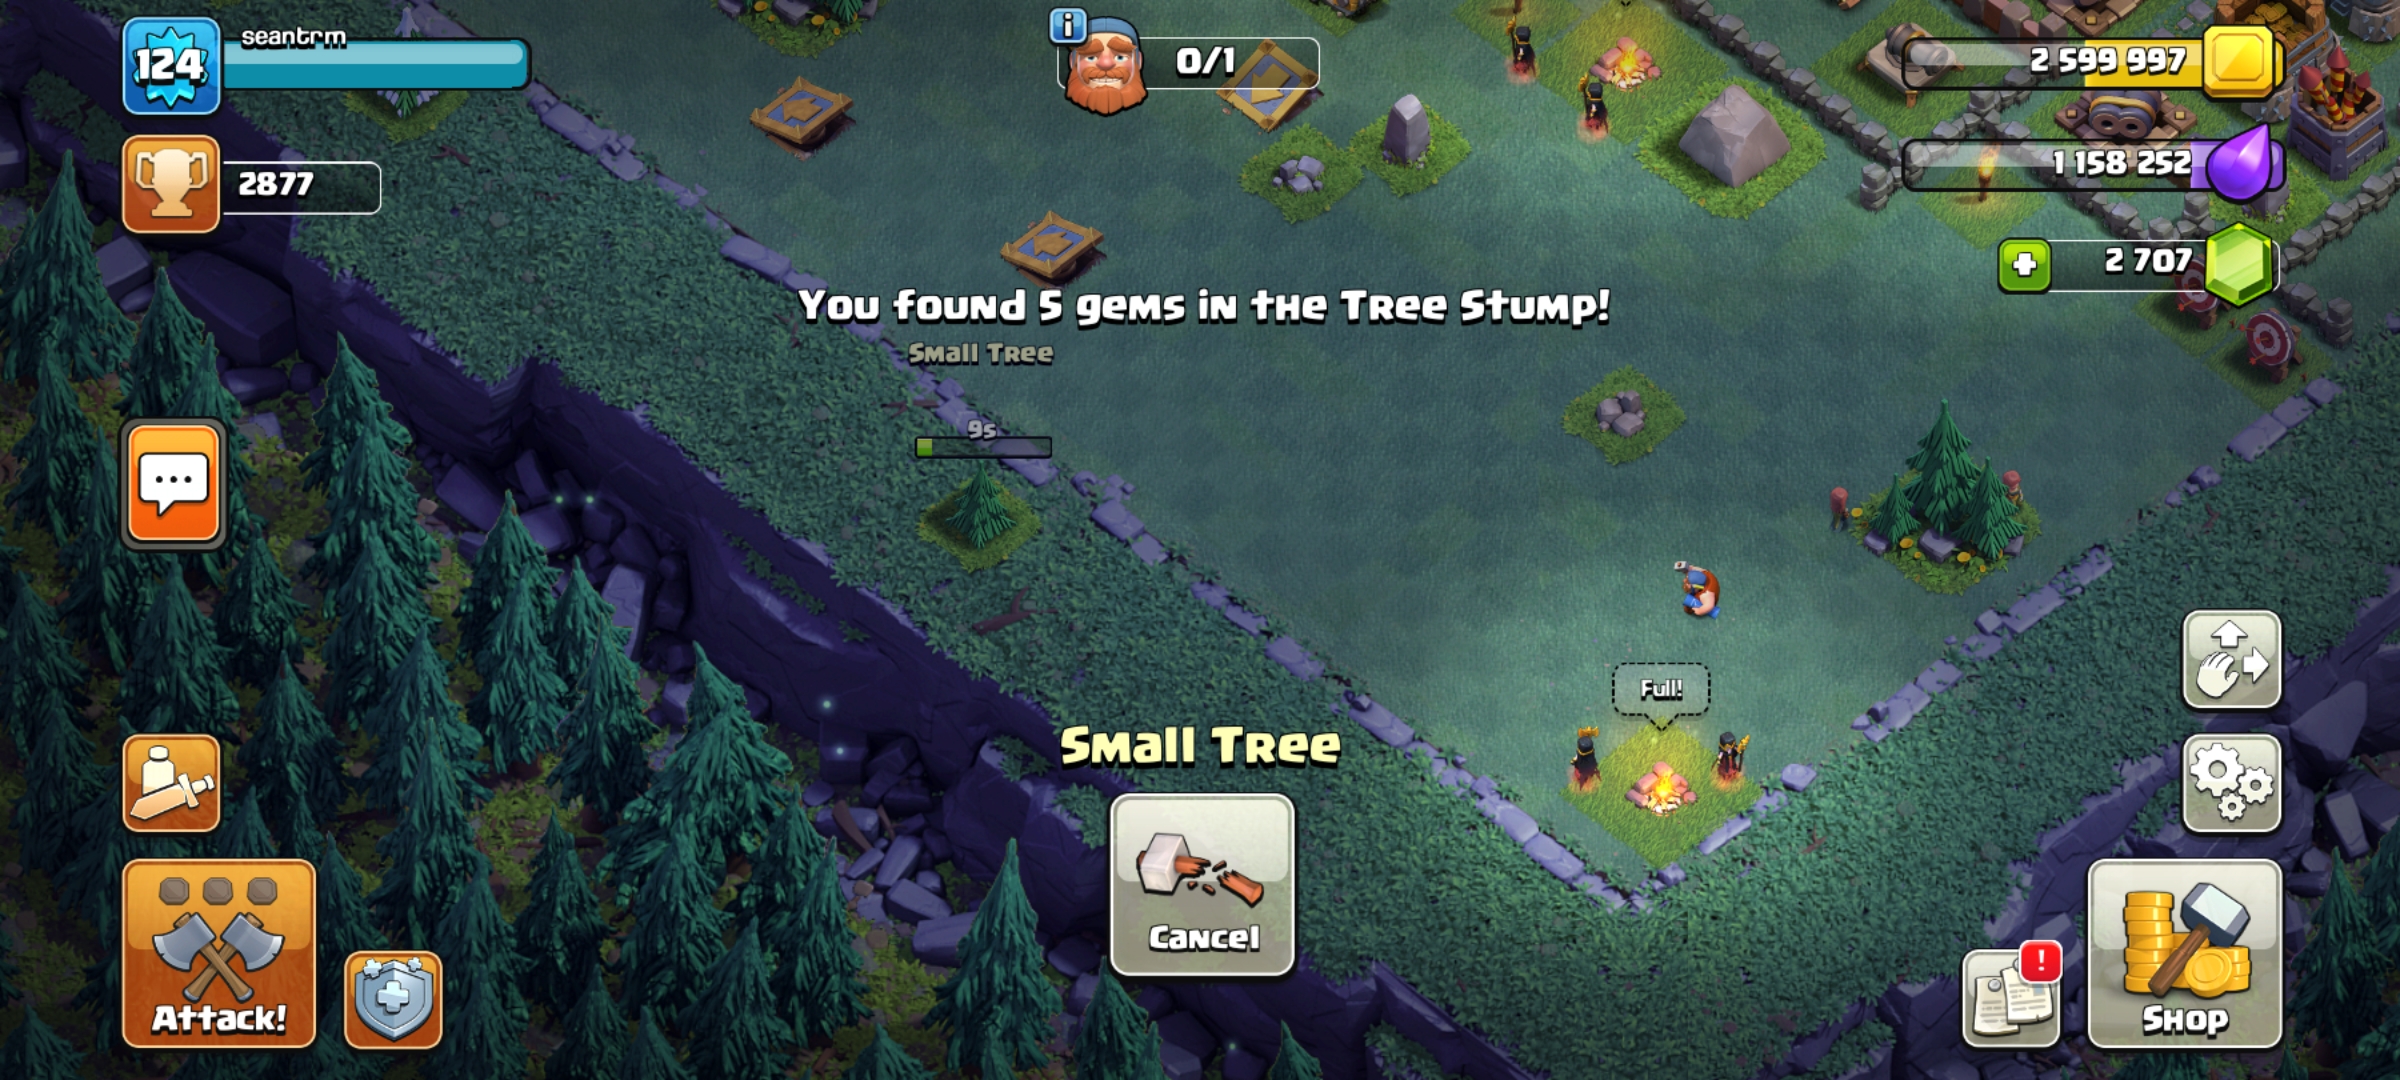 124
seantrm
i
0/1
2 599 997
2877
1 158 252
2 707
You found 5 gems in the Tree Stump!
Small Tree
9s
Full!
Small Tree
Cancel
Attack!
!
Shop